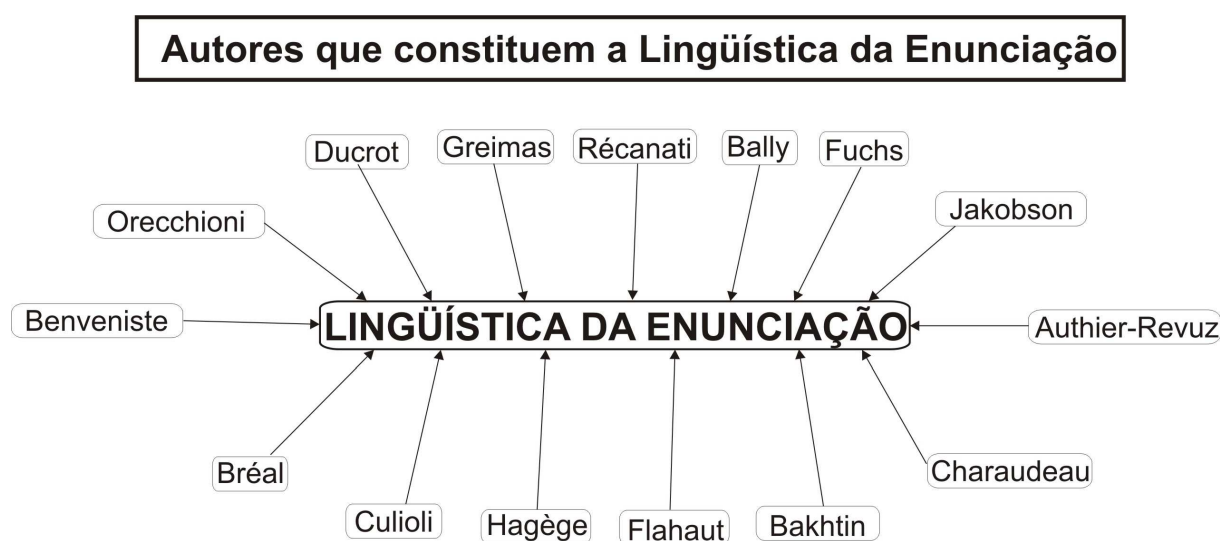 Autores que constituem a Lingüística da Enunciação
Ducrot
Greimas
Récanati
Bally
Fuchs
Orecchioni
Jakobson
Benveniste
LINGÜÍSTICA DA ENUNCIAÇÃO
Authier-Revuz
Bréal
Charaudeau
Culioli
Hagège
Flahaut
Bakhtin